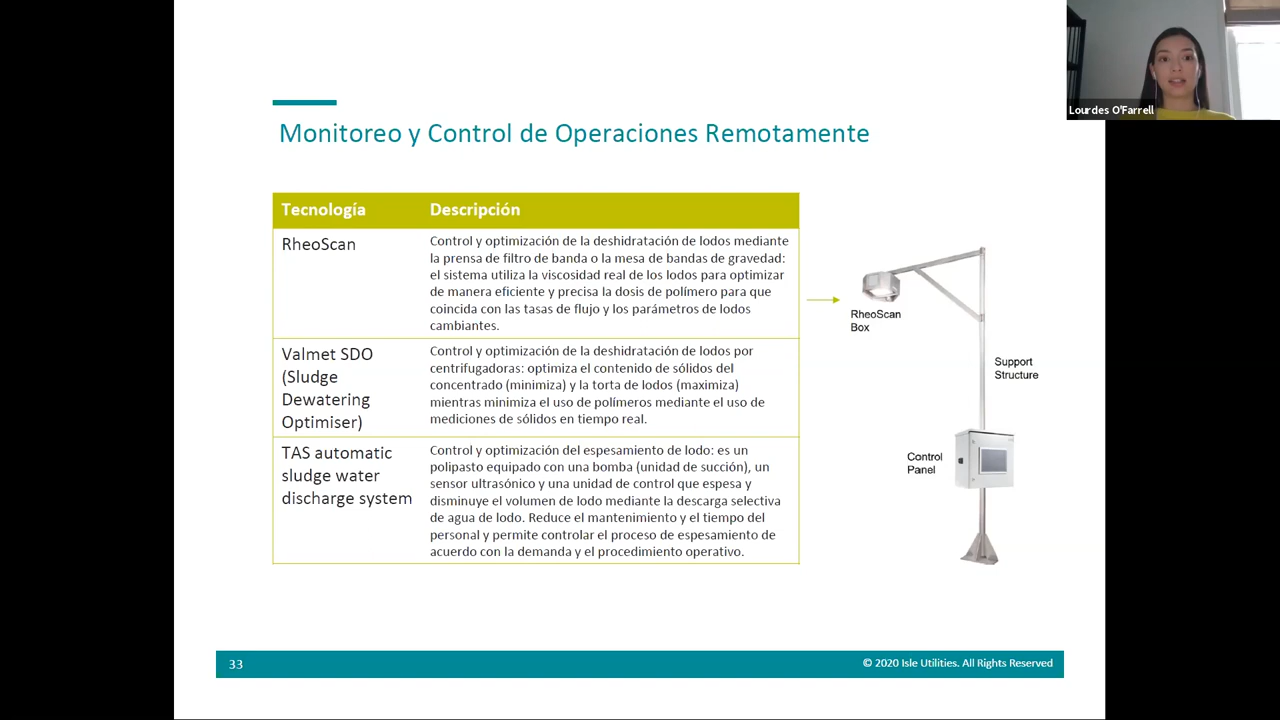 Lourdes O'Farrell
Monitoreo y Control de Operaciones Remotamente
Tecnología
Descripción
RheoScan
Control y optimización de la deshidratación de lodos mediante
la prensa de filtro de banda o la mesa de bandas de gravedad:
el sistema utiliza la viscosidad real de los lodos para optimizar
de manera eficiente y precisa la dosis de polímero para que
coincida con las tasas de flujo y los parámetros de lodos
cambiantes.
Valmet SDO
(Sludge
Dewatering
Optimiser)
Control y optimización de la deshidratación de lodos por
centrifugadoras: optimiza el contenido de sólidos del
concentrado (minimiza) y la torta de lodos (maximiza)
mientras minimiza el uso de polímeros mediante el uso de
mediciones de sólidos en tiempo real.
TAS automatic
sludge water
discharge system
Control y optimización del espesamiento de lodo: es un
polipasto equipado con una bomba (unidad de succión), un
sensor ultrasónico y una unidad de control que espesa y
disminuye el volumen de lodo mediante la descarga selectiva
de agua de lodo. Reduce el mantenimiento y el tiempo del
personal y permite controlar el proceso de espesamiento de
acuerdo con la demanda y el procedimiento operativo.
RheoScan
Box
Support
Structure
Control
Panel
33
© 2020 Isle Utilities. All Rights Reserved